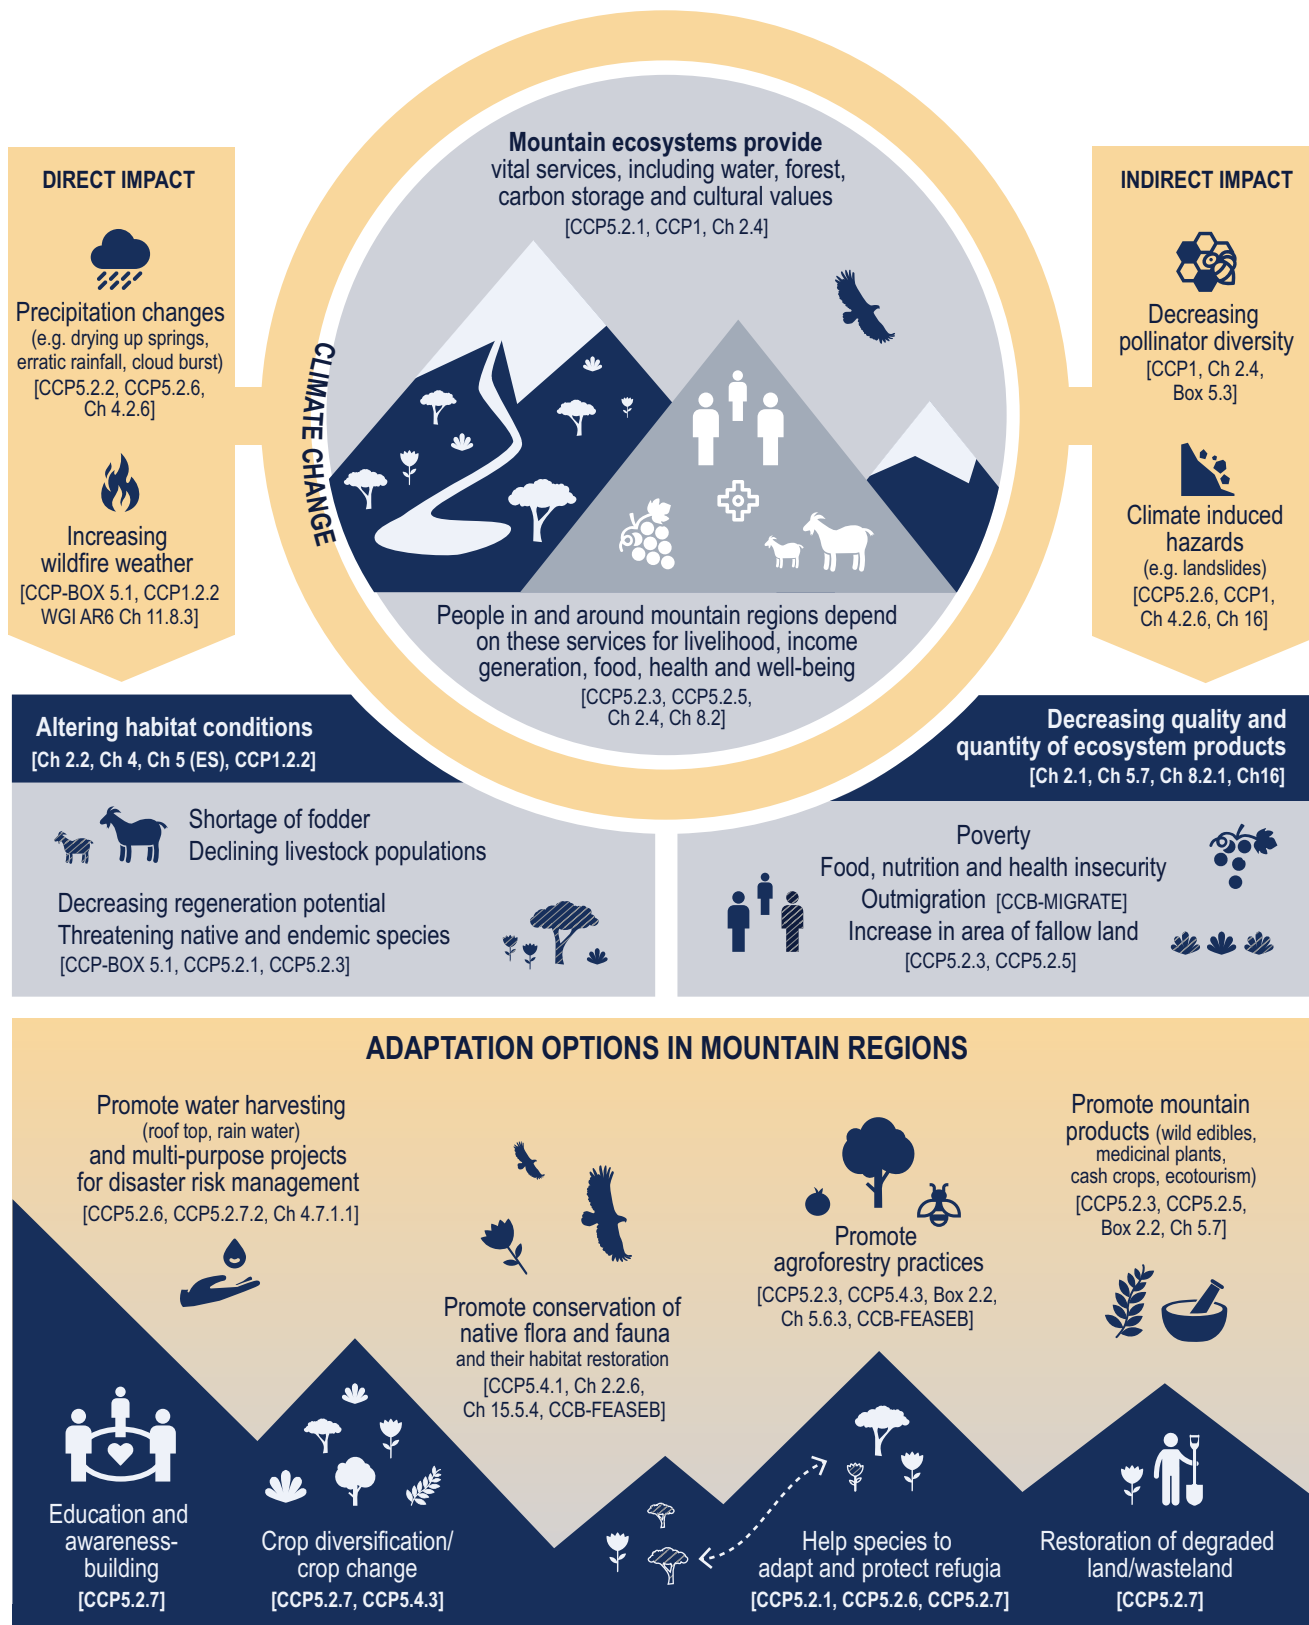 Mountain ecosystems provide
vital services, including water, forest,
carbon storage and cultural values
[CCP5.2.1, CCP1, Ch 2.4]
DIRECT IMPACT
Precipitation changes
(e.g. drying up springs,
erratic rainfall, cloud burst)
[CCP5.2.2, CCP5.2.6,
Ch 4.2.6]
Increasing
wildfire weather
[CCP-BOX 5.1, CCP1.2.2
WGI AR6 Ch 11.8.3]
CLIMATE CHANGE
INDIRECT IMPACT
Decreasing
pollinator diversity
[CCP1, Ch 2.4,
Box 5.3]
Climate induced
hazards
(e.g. landslides)
[CCP5.2.6, CCP1,
Ch 4.2.6, Ch 16]
People in and around mountain regions depend
on these services for livelihood, income
generation, food, health and well-being
[CCP5.2.3, CCP5.2.5,
Ch 2.4, Ch 8.2]
Altering habitat conditions
[Ch 2.2, Ch 4, Ch 5 (ES), CCP1.2.2]
Shortage of fodder
Declining livestock populations
Decreasing regeneration potential
Threatening native and endemic species
[CCP-BOX 5.1, CCP5.2.1, CCP5.2.3]
Decreasing quality and
quantity of ecosystem products
[Ch 2.1, Ch 5.7, Ch 8.2.1, Ch16]
Poverty
Food, nutrition and health insecurity
Outmigration [CCB-MIGRATE]
Increase in area of fallow land
[CCP5.2.3, CCP5.2.5]
ADAPTATION OPTIONS IN MOUNTAIN REGIONS
Promote water harvesting
(roof top, rain water)
and multi-purpose projects
for disaster risk management
[CCP5.2.6, CCP5.2.7.2, Ch 4.7.1.1]
Promote conservation of
native flora and fauna
and their habitat restoration
[CCP5.4.1, Ch 2.2.6,
Ch 15.5.4, CCB-FEASEB]
Promote
agroforestry practices
[CCP5.2.3, CCP5.4.3, Box 2.2,
Ch 5.6.3, CCB-FEASEB]
Promote mountain
products (wild edibles,
medicinal plants,
cash crops, ecotourism)
[CCP5.2.3, CCP5.2.5,
Box 2.2, Ch 5.7]
Education and
awareness-
building
[CCP5.2.7]
Crop diversification/
crop change
[CCP5.2.7, CCP5.4.3]
Help species to
adapt and protect refugia
[CCP5.2.1, CCP5.2.6, CCP5.2.7]
Restoration of degraded
land/wasteland
[CCP5.2.7]